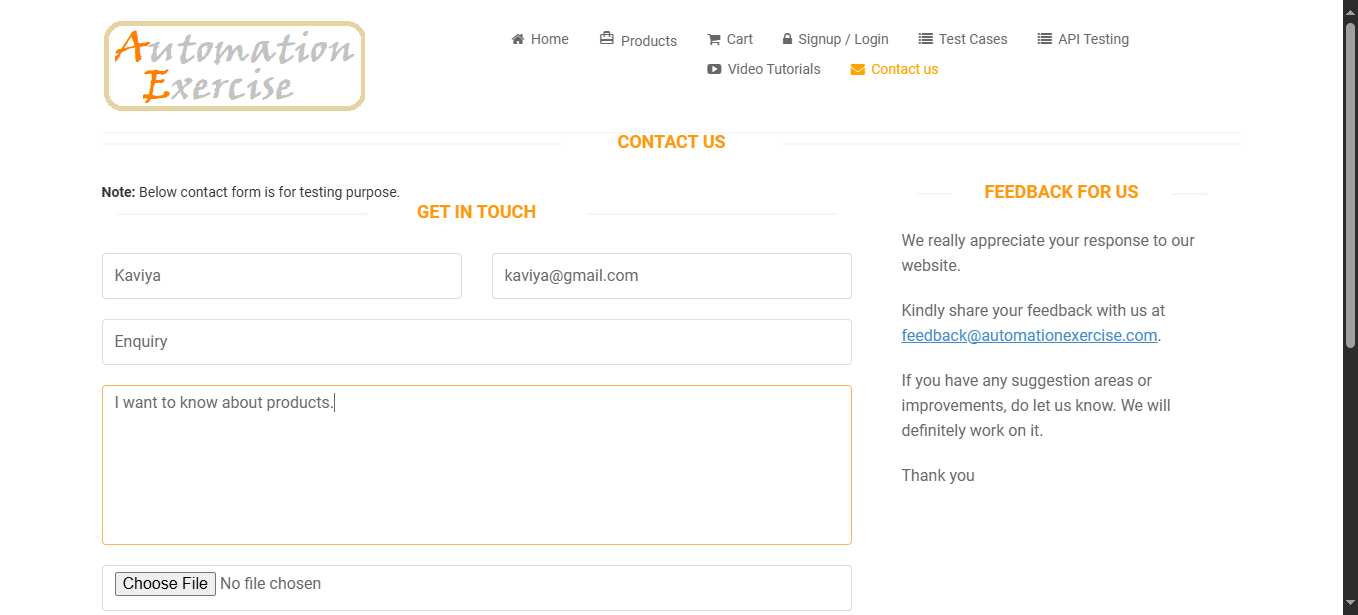 Automation
Exercise
Home
Products
Cart
Signup / Login
Test Cases
API Testing
Video Tutorials
Contact us
CONTACT US
Note: Below contact form is for testing purpose.
GET IN TOUCH
Kaviya
kaviya@gmail.com
Enquiry
I want to know about products.
Choose File No file chosen
FEEDBACK FOR US
We really appreciate your response to our
website.
Kindly share your feedback with us at
feedback@automationexercise.com.
If you have any suggestion areas or
improvements, do let us know. We will
definitely work on it.
Thank you